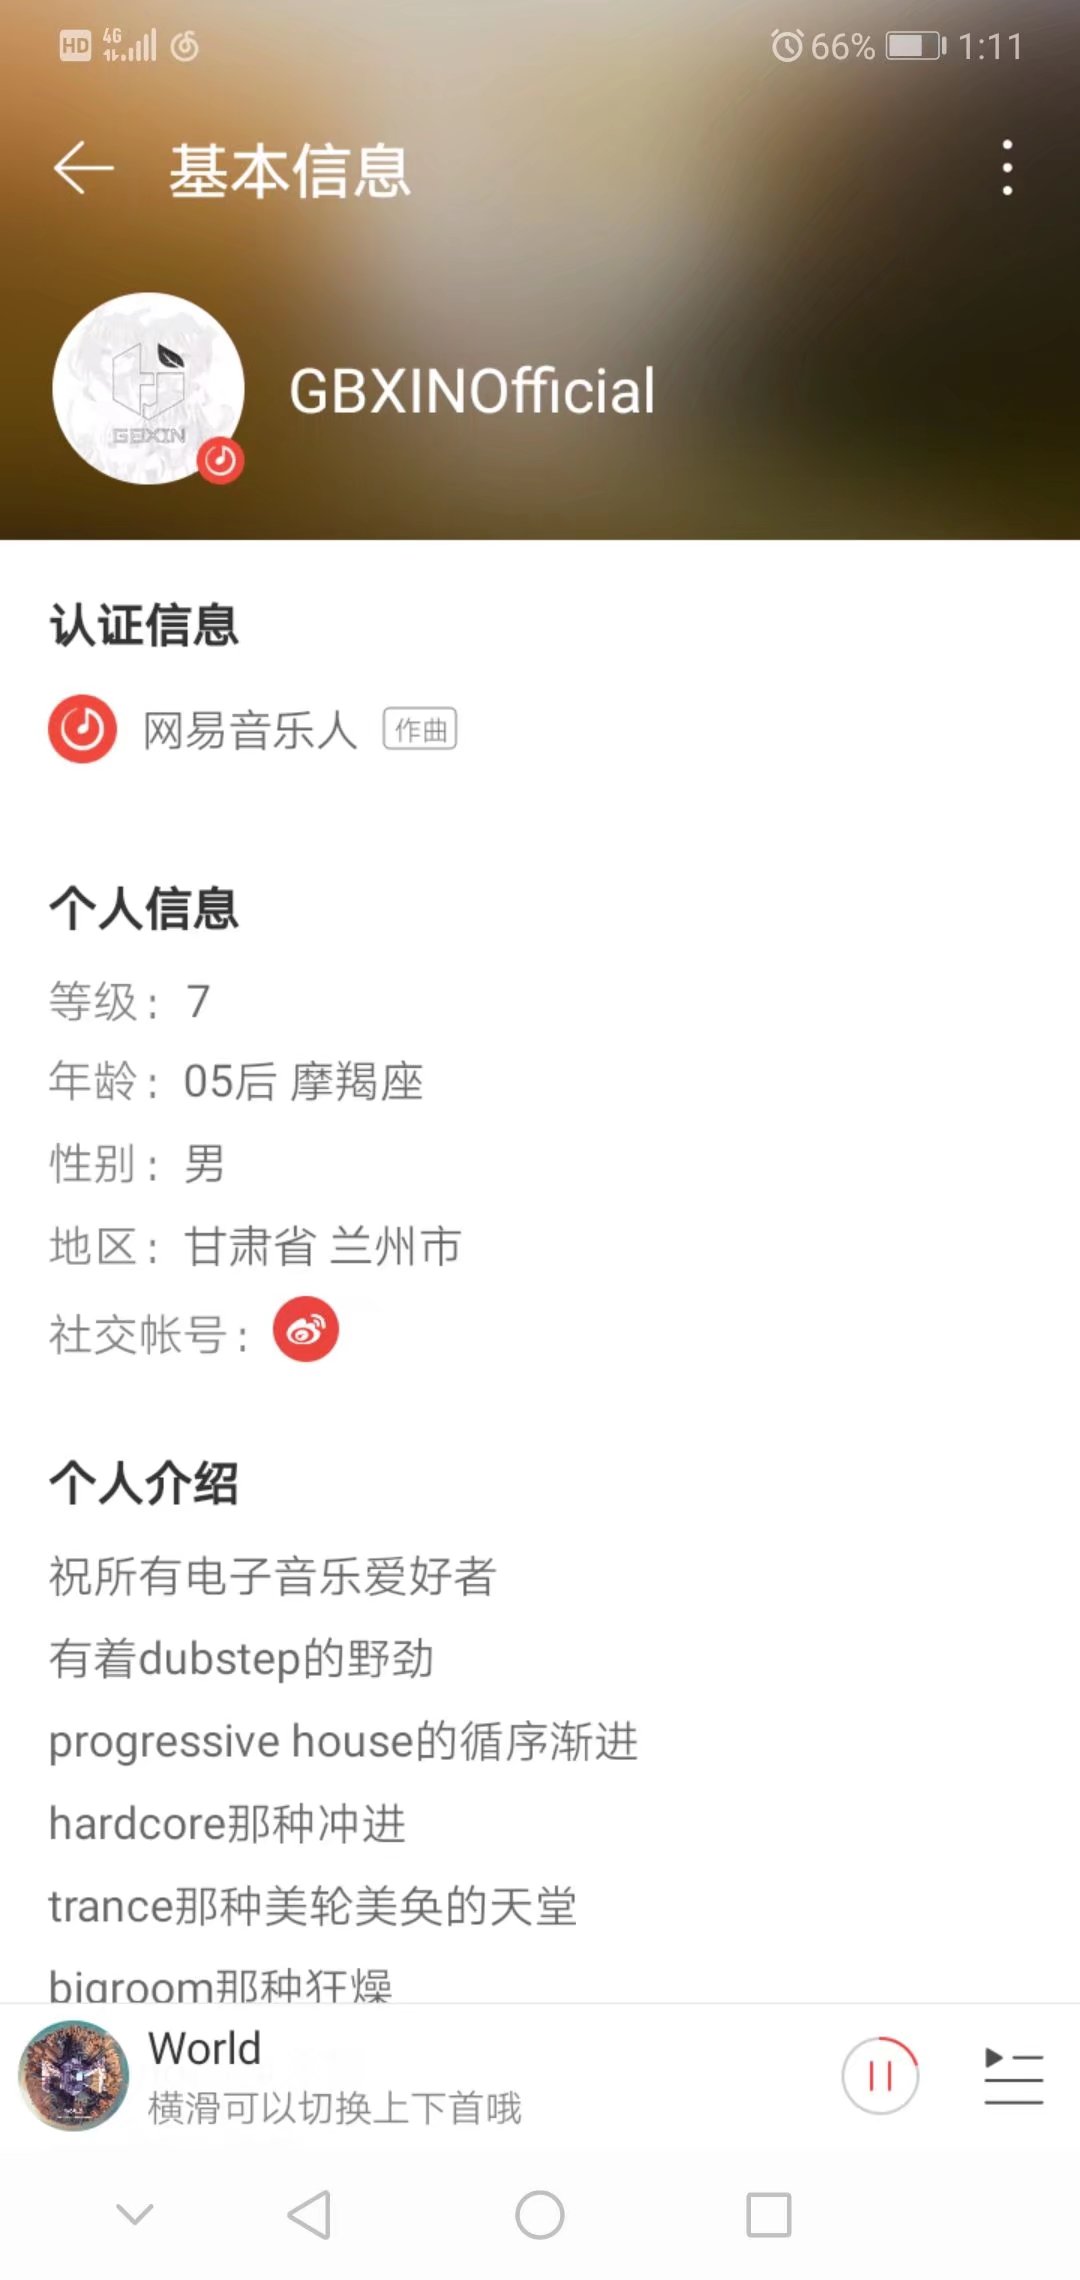 HD 4G 66% 1:11
基本信息
GBXIN
GBXINOfficial
认证信息
网易音乐人 作曲
个人信息
等级： 7
年龄： 05后 摩羯座
性别： 男
地区： 甘肃省 兰州市
社交帐号：
个人介绍
祝所有电子音乐爱好者
有着dubstep的野劲
progressive house的循序渐进
hardcore那种冲进
trance那种美轮美奂的天堂
bigroom那种狂燥
World
横滑可以切换上下首哦